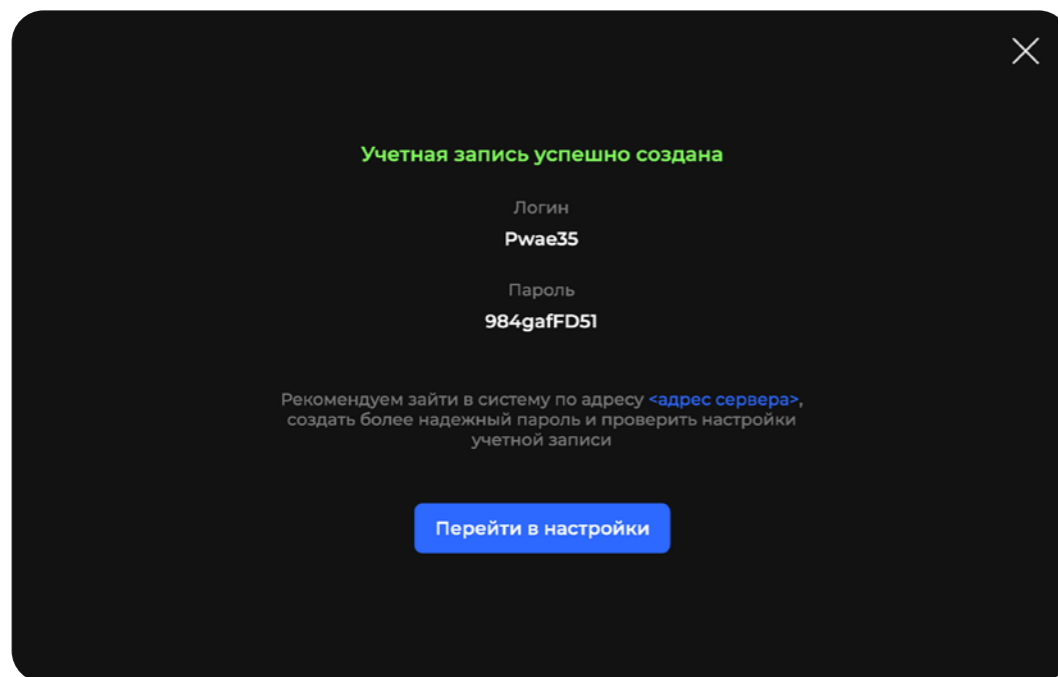 Учетная запись успешно создана
Логин
Pwae35
Пароль
984gafFD51
Рекомендуем зайти в систему по адресу <адрес сервера>,
создать более надежный пароль и проверить настройки
учетной записи
Перейти в настройки